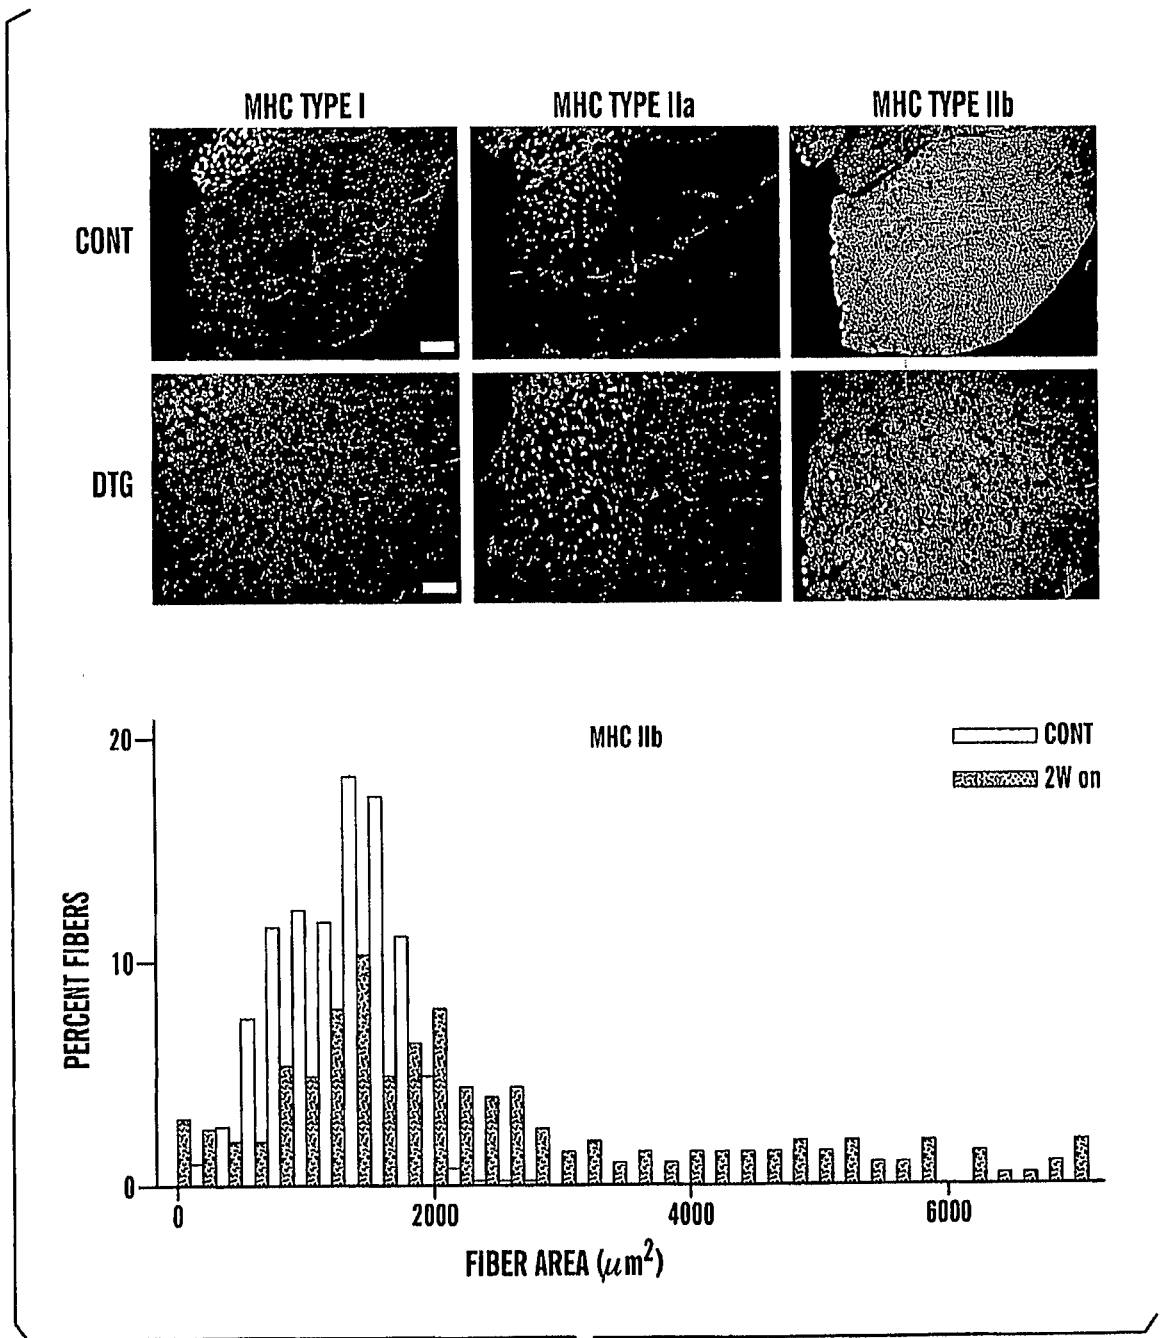 MHC TYPE I MHC TYPE IIa MHC TYPE IIb
CONT
DTG
MHC IIb
CONT
2W on
20
10
0
PERCENT FIBERS
0 2000 4000 6000
FIBER AREA (μm²)